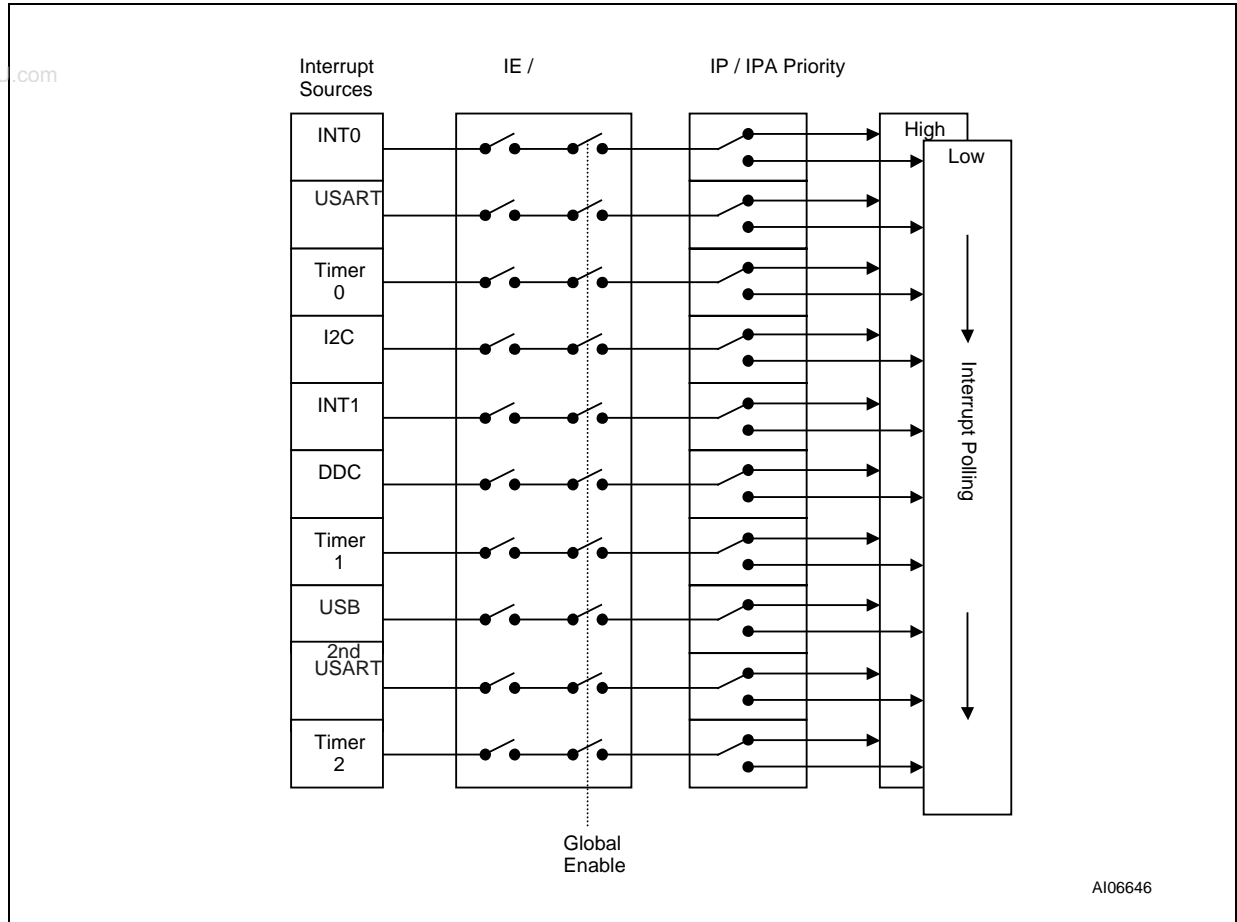 Interrupt
Sources
IE /
IP / IPA Priority
INT0
USART
Timer
0
I2C
INT1
DDC
Timer
1
USB
2nd
USART
Timer
2
High
Low
Interrupt Polling
Global
Enable
AI06646
.com